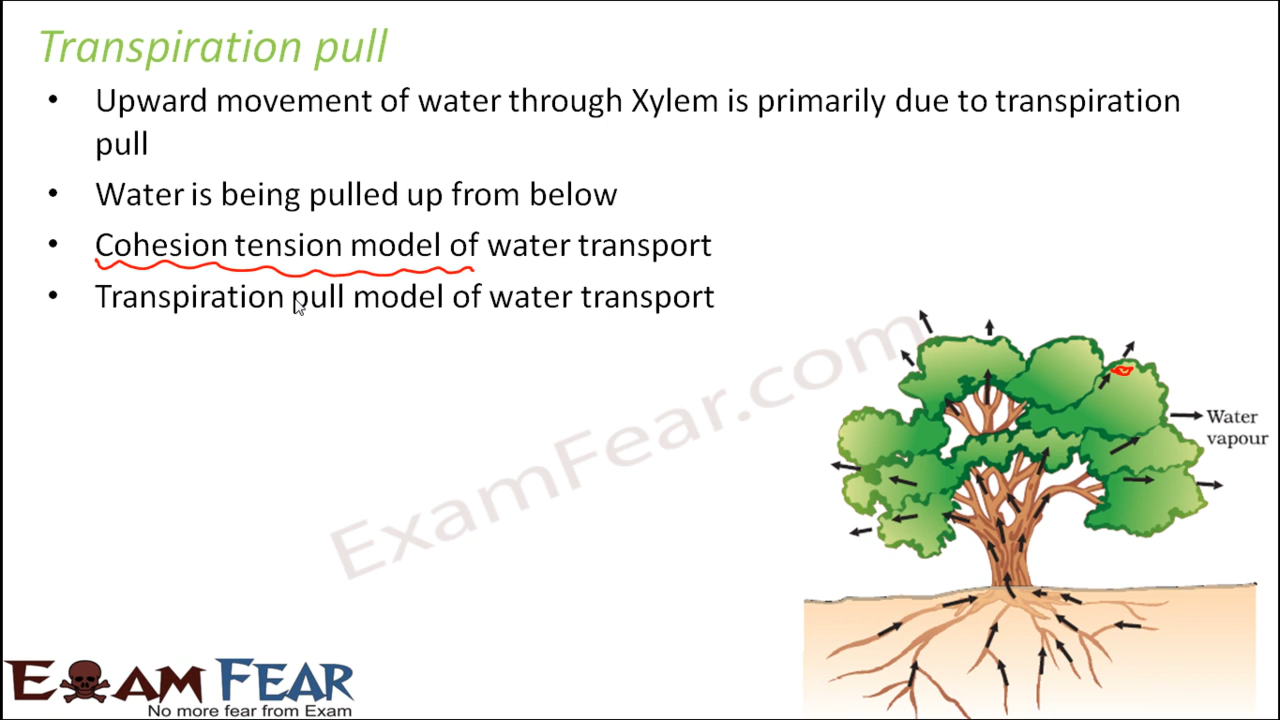 Transpiration pull
• Upward movement of water through Xylem is primarily due to transpiration
pull
• Water is being pulled up from below
• Cohesion tension model of water transport
• Transpiration pull model of water transport
ExamFear.com
Water
vapour
EXAM FEAR
No more fear from Exam